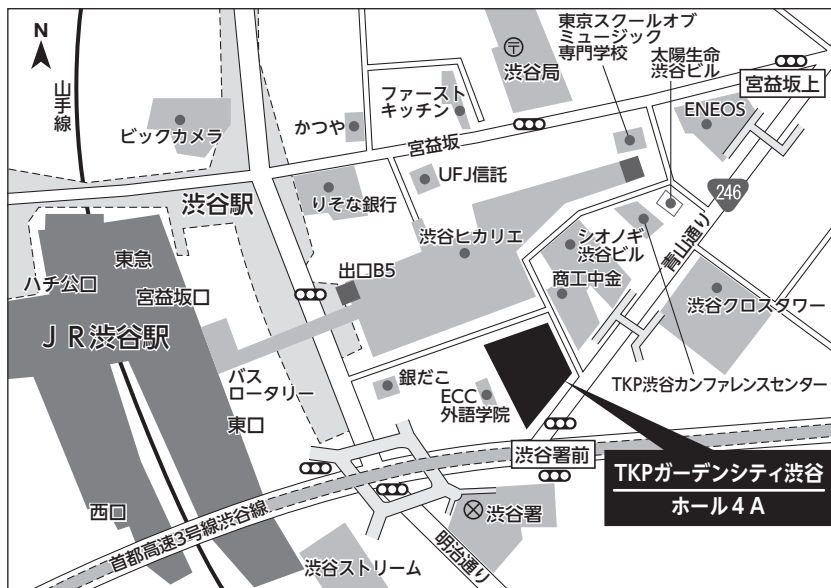 N
山手線
ビックカメラ
かつや
ファースト
キッチン
渋谷局
東京スクールオブ
ミュージック
専門学校
太陽生命
渋谷ビル
宮益坂上
ENEOS
宮益坂
UFJ信託
りそな銀行
渋谷駅
渋谷ヒカリエ
シオノギ
渋谷ビル
商工中金
246
青山通り
渋谷クロスタワー
東急
ハチ公口
宮益坂口
出口B5
JR渋谷駅
バス
ロータリー
東口
銀だこ
ECC
外語学院
TKP渋谷カンファレンスセンター
渋谷署前
TKPガーデンシティ渋谷
ホール4A
西口
首都高速3号線渋谷線
渋谷署
明治通り
渋谷ストリーム